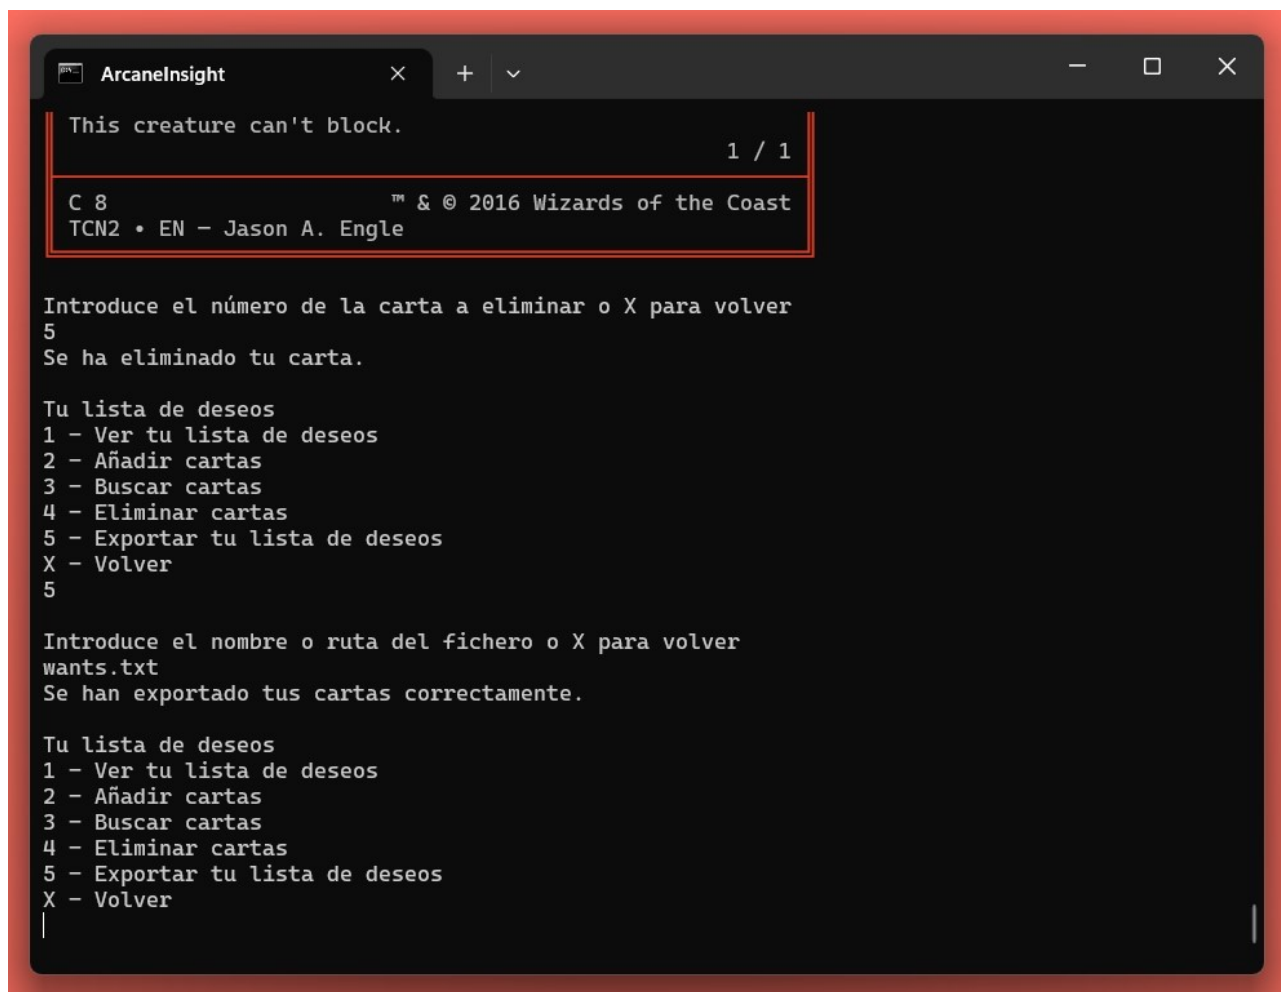 ArcaneInsight
This creature can't block.
1 / 1
C 8 ™ & © 2016 Wizards of the Coast
TCN2 • EN – Jason A. Engle
Introduce el número de la carta a eliminar o X para volver
5
Se ha eliminado tu carta.
Tu lista de deseos
1 – Ver tu lista de deseos
2 – Añadir cartas
3 – Buscar cartas
4 – Eliminar cartas
5 – Exportar tu lista de deseos
X – Volver
5
Introduce el nombre o ruta del fichero o X para volver
wants.txt
Se han exportado tus cartas correctamente.
Tu lista de deseos
1 – Ver tu lista de deseos
2 – Añadir cartas
3 – Buscar cartas
4 – Eliminar cartas
5 – Exportar tu lista de deseos
X – Volver